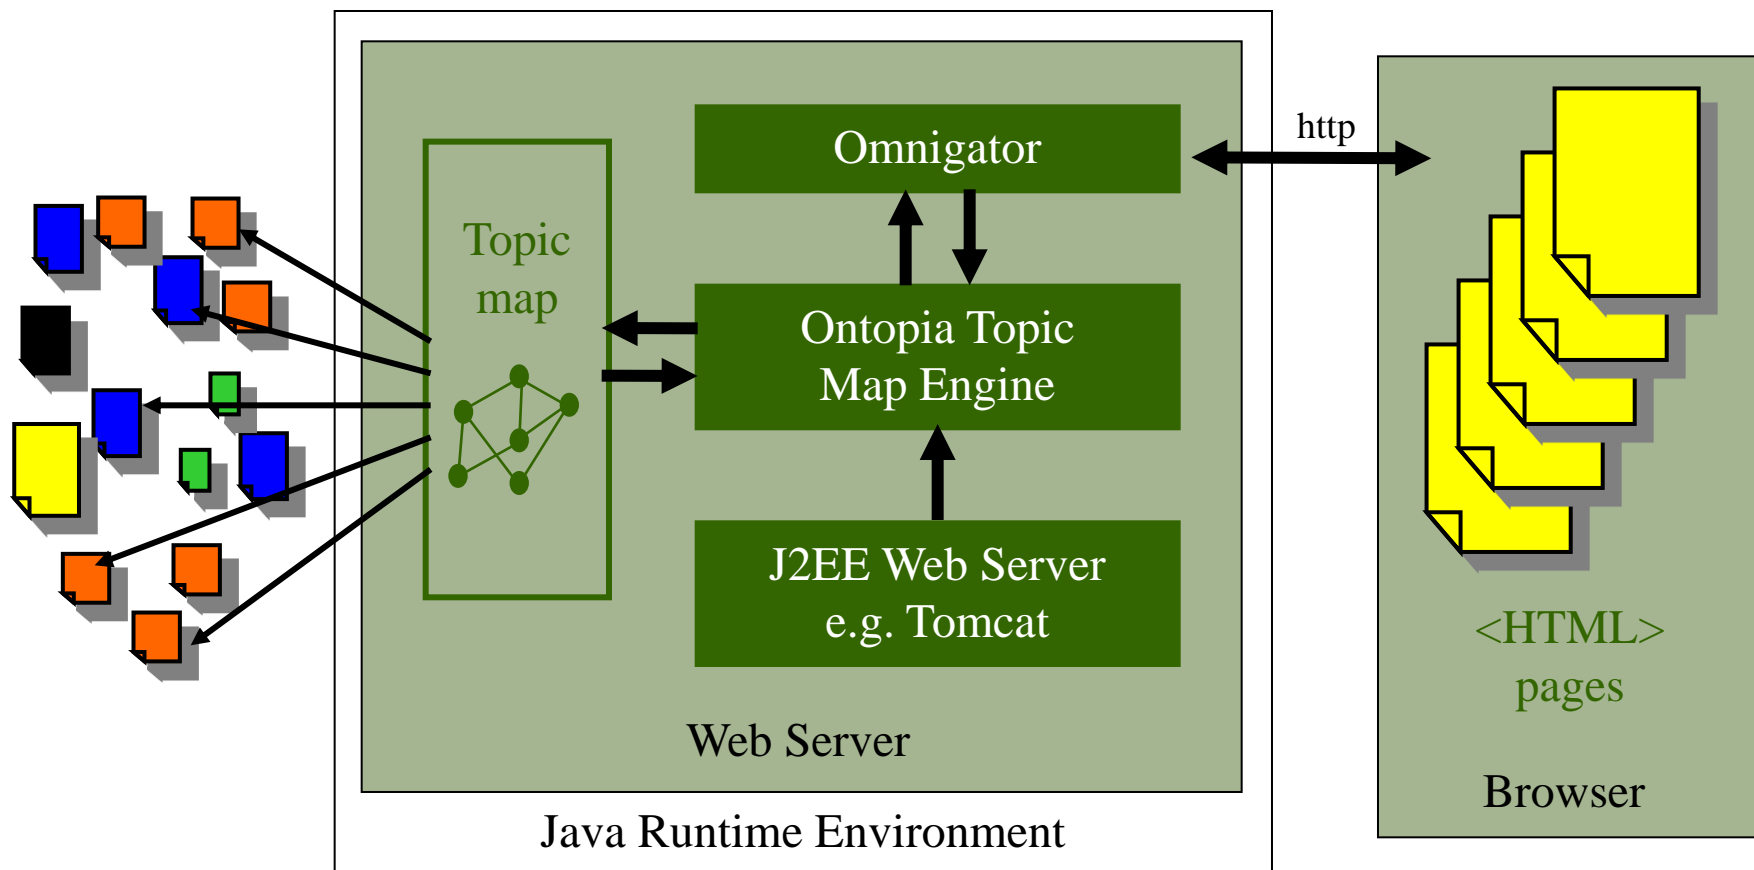 Omnigator
http
Topic
map
Ontopia Topic
Map Engine
J2EE Web Server
e.g. Tomcat
<HTML>
pages
Web Server
Browser
Java Runtime Environment